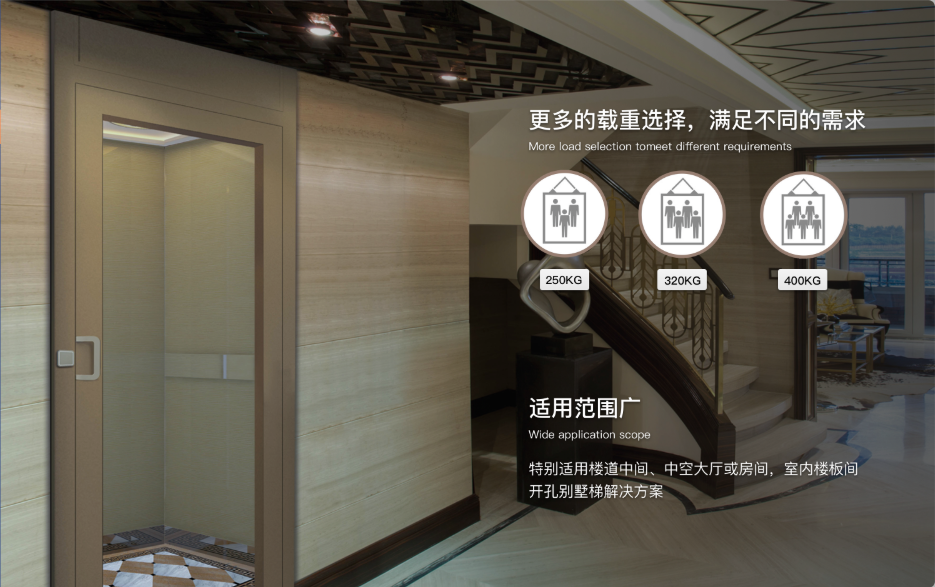 更多的载重选择，满足不同的需求
More load selection tomeet different requirements
250KG
320KG
400KG
适用范围广
Wide application scope
特别适用楼道中间、中空大厅或房间，室内楼板间
开孔别墅梯解决方案